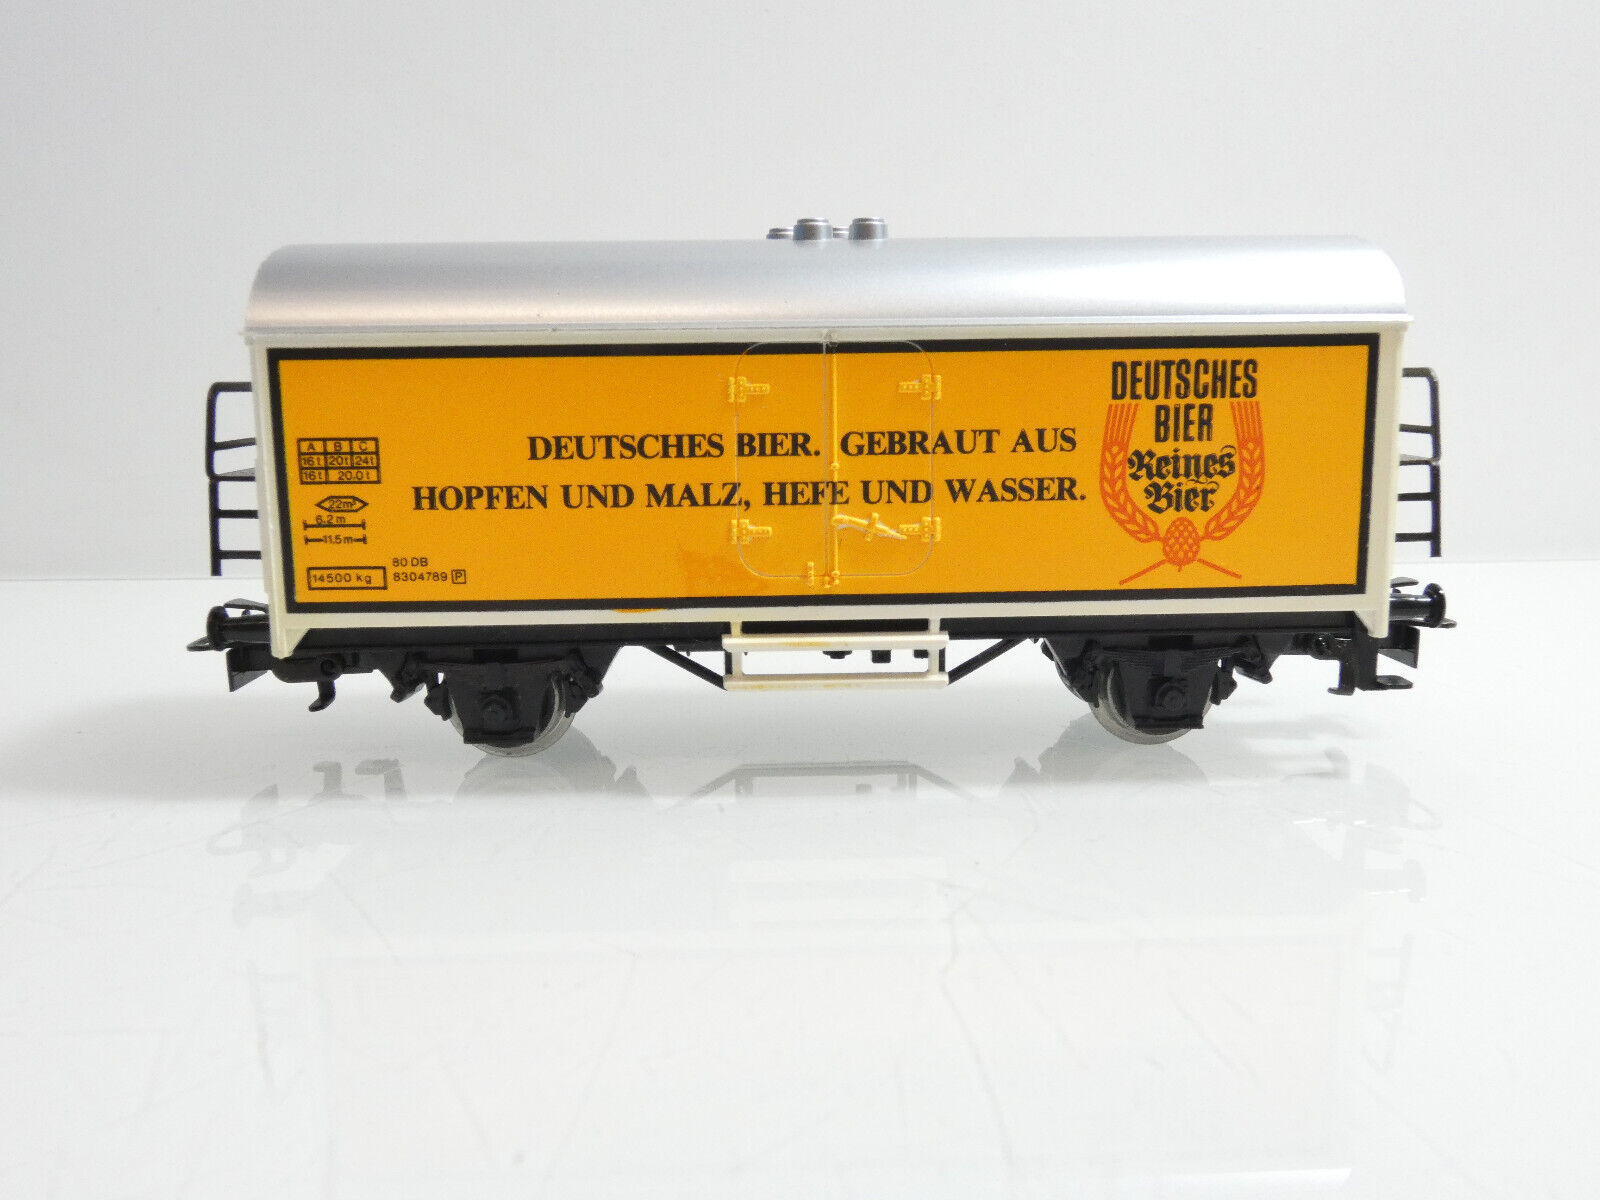 DEUTSCHES BIER. GEBRAUT AUS
HOPFEN UND MALZ, HEFE UND WASSER.
DEUTSCHES
BIER
Reines
Bier
A B C
16t 20t 24t
16t 20.0t
22m²
6.2m
11,5m
14500 kg
80 DB
8304789 P